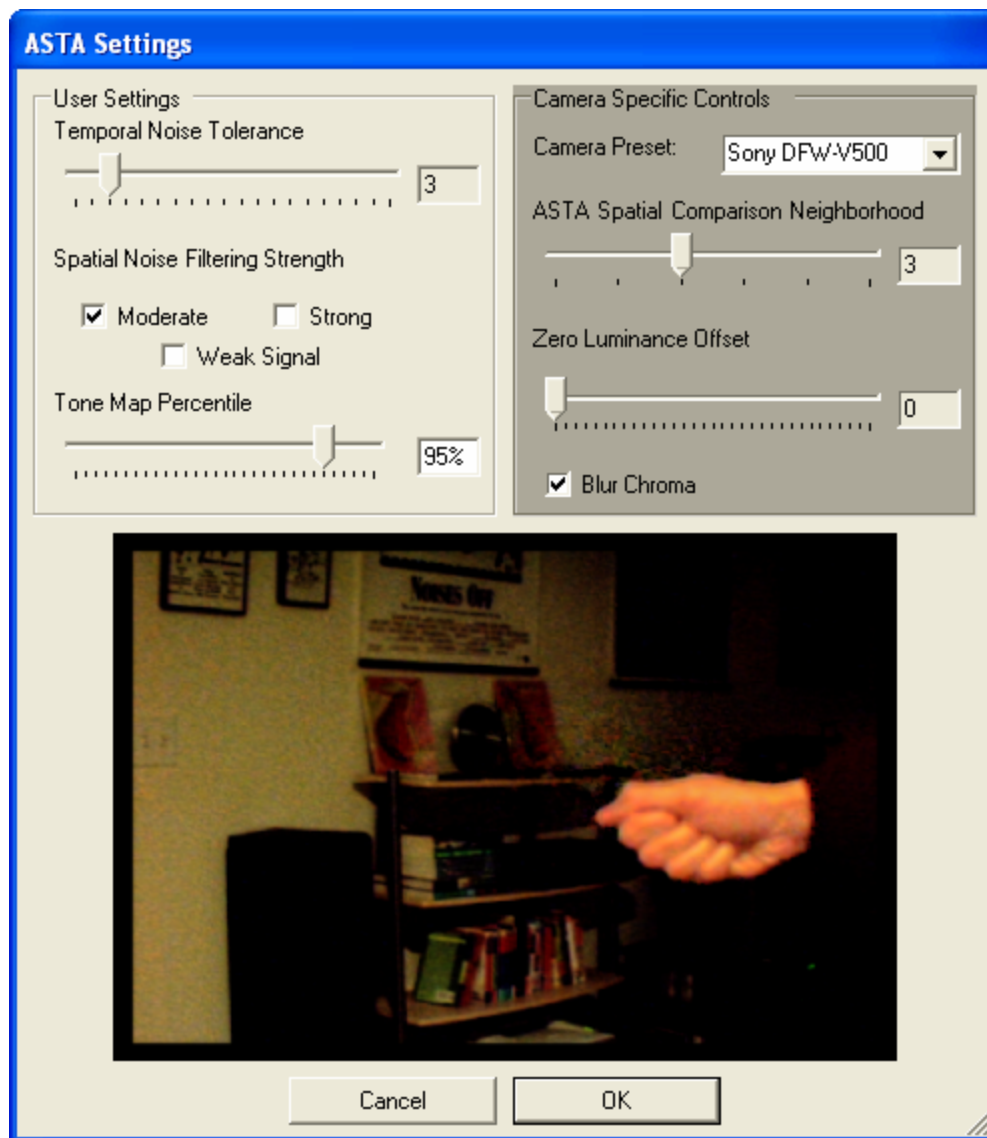 ASTA Settings
User Settings
Temporal Noise Tolerance
3
Spatial Noise Filtering Strength
Moderate
Strong
Weak Signal
Tone Map Percentile
95%
Camera Specific Controls
Camera Preset:
Sony DFW-V500
ASTA Spatial Comparison Neighborhood
3
Zero Luminance Offset
0
Blur Chroma
NOISES OFF
Cancel
OK